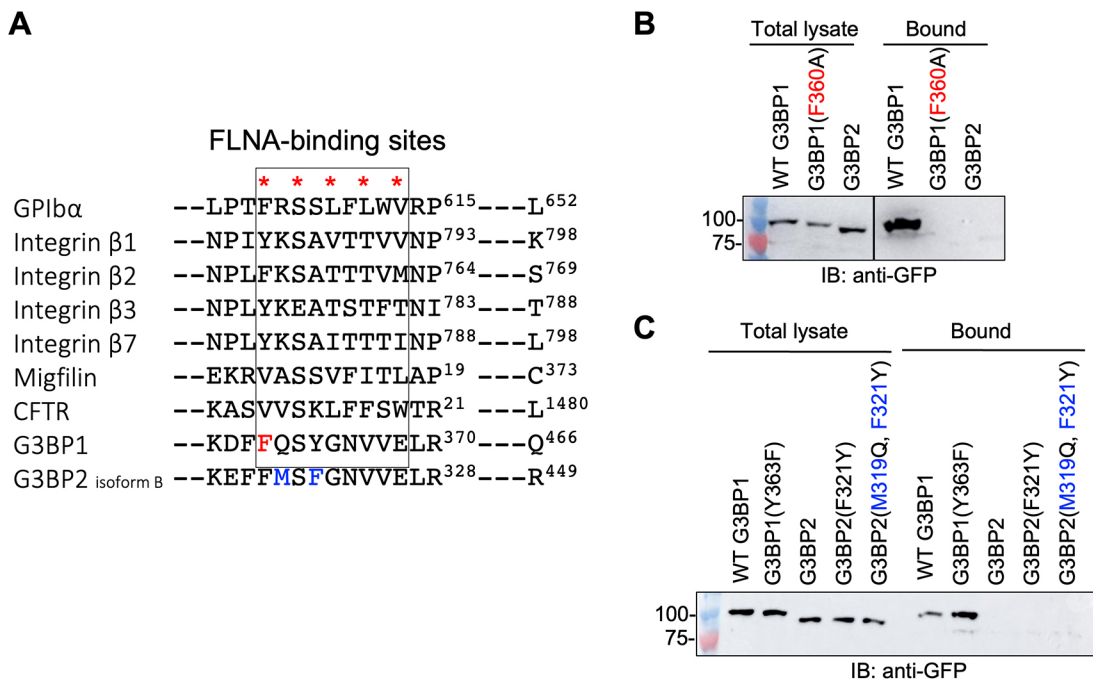 A
FLNA-binding sites
* * * * *
GPIbα --LPTFRSSLFLWVRP615---L652
Integrin β1 --NPIYKSAVTTVVNP793---K798
Integrin β2 --NPLFKSATTTVMNP764---S769
Integrin β3 --NPLYKEATSTFTNI783---T788
Integrin β7 --NPLYKSAITTTINP788---L798
Migfilin --EKRVASSVFITLAP19---C373
CFTR --KASVVSKLFFSWTR21---L1480
G3BP1 --KDFFQSYGNVVELR370---Q466
G3BP2 isoform B --KEFFMSFGNVVELR328---R449
B
Total lysate Bound
WT G3BP1
G3BP1(F360A)
G3BP2
WT G3BP1
G3BP1(F360A)
G3BP2
100-
75-
IB: anti-GFP
C
Total lysate Bound
WT G3BP1
G3BP1(Y363F)
G3BP2
G3BP2(F321Y)
G3BP2(M319Q, F321Y)
WT G3BP1
G3BP1(Y363F)
G3BP2
G3BP2(F321Y)
G3BP2(M319Q, F321Y)
100-
75-
IB: anti-GFP